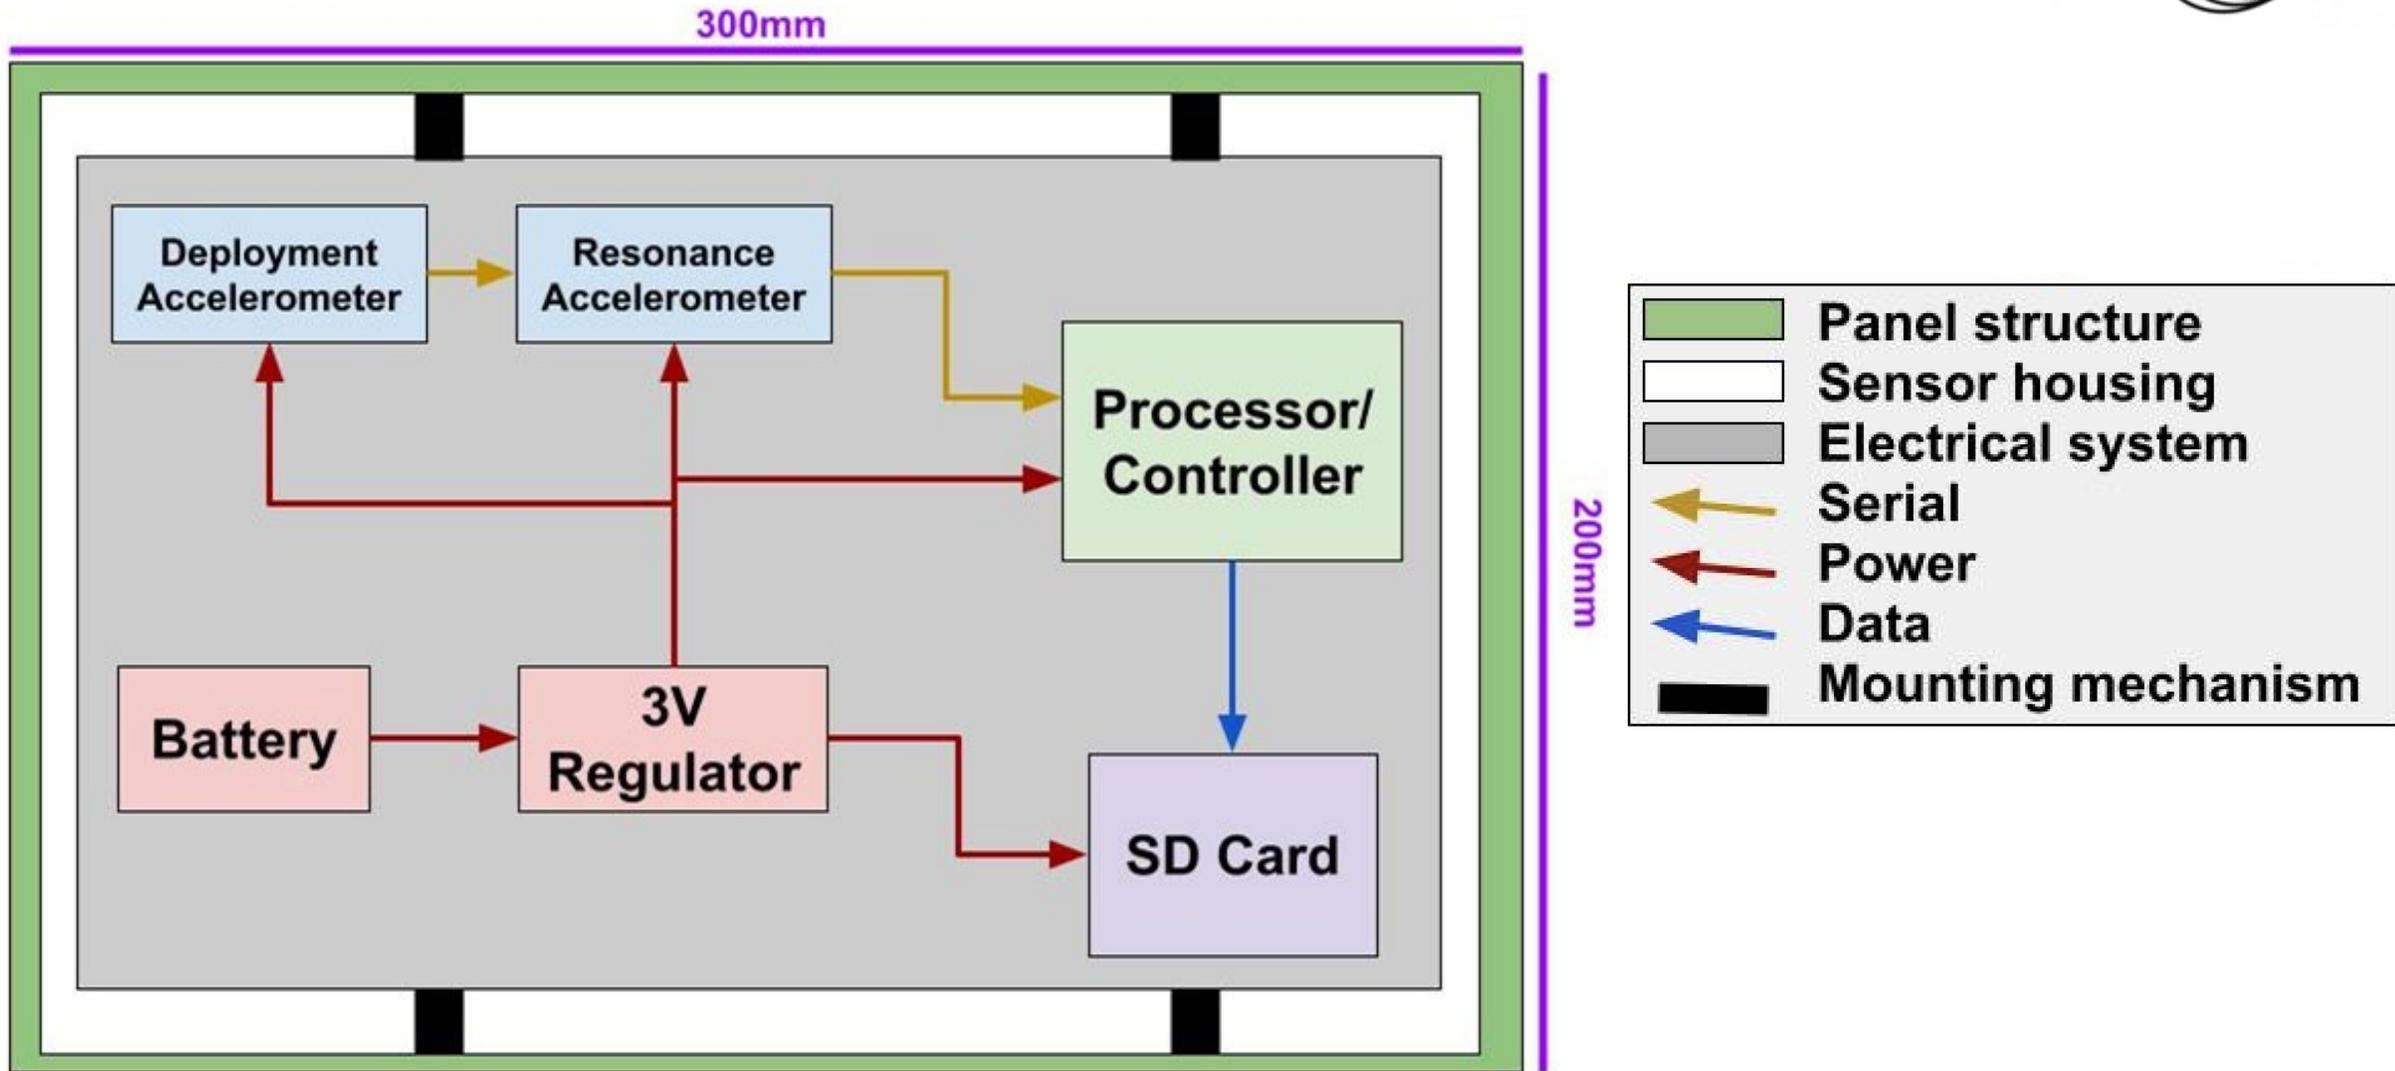 300mm
Deployment
Accelerometer
Resonance
Accelerometer
Processor/
Controller
Battery
3V
Regulator
SD Card
200mm
Panel structure
Sensor housing
Electrical system
Serial
Power
Data
Mounting mechanism